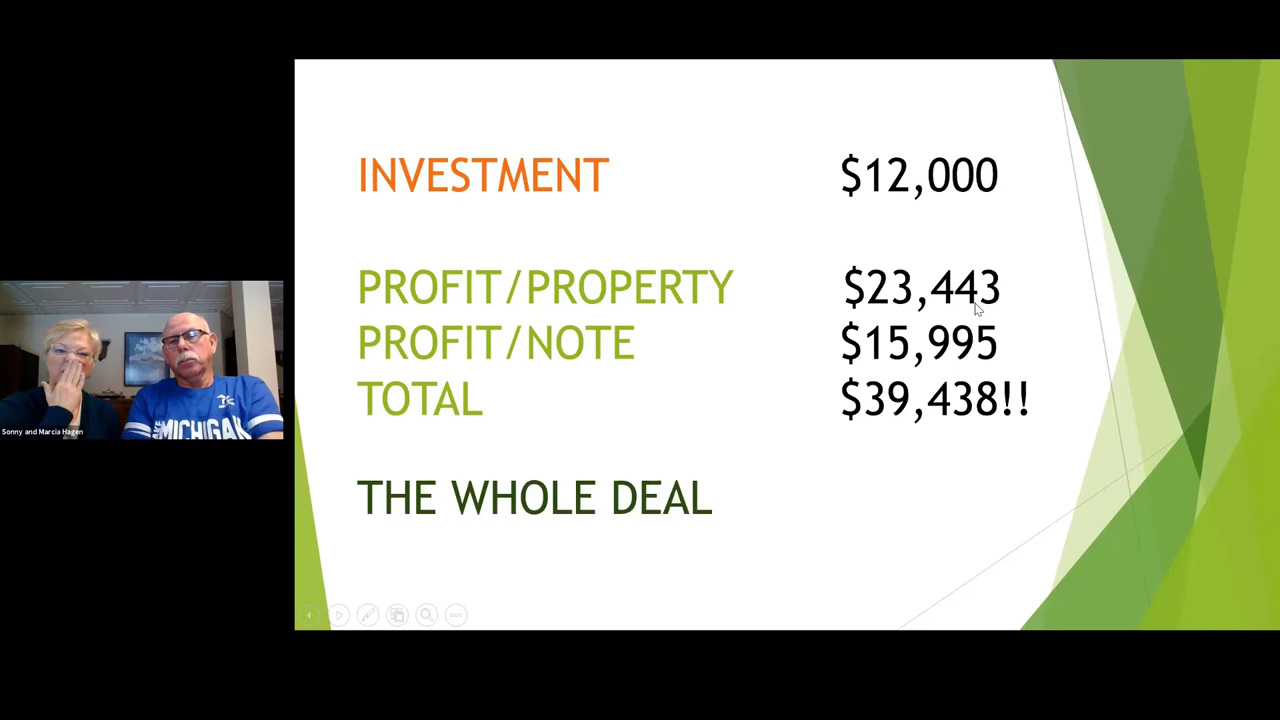 INVESTMENT $12,000
PROFIT/PROPERTY $23,443
PROFIT/NOTE $15,995
TOTAL $39,438!!
THE WHOLE DEAL
MICHIGAN
Sonny and Marcia Hagen